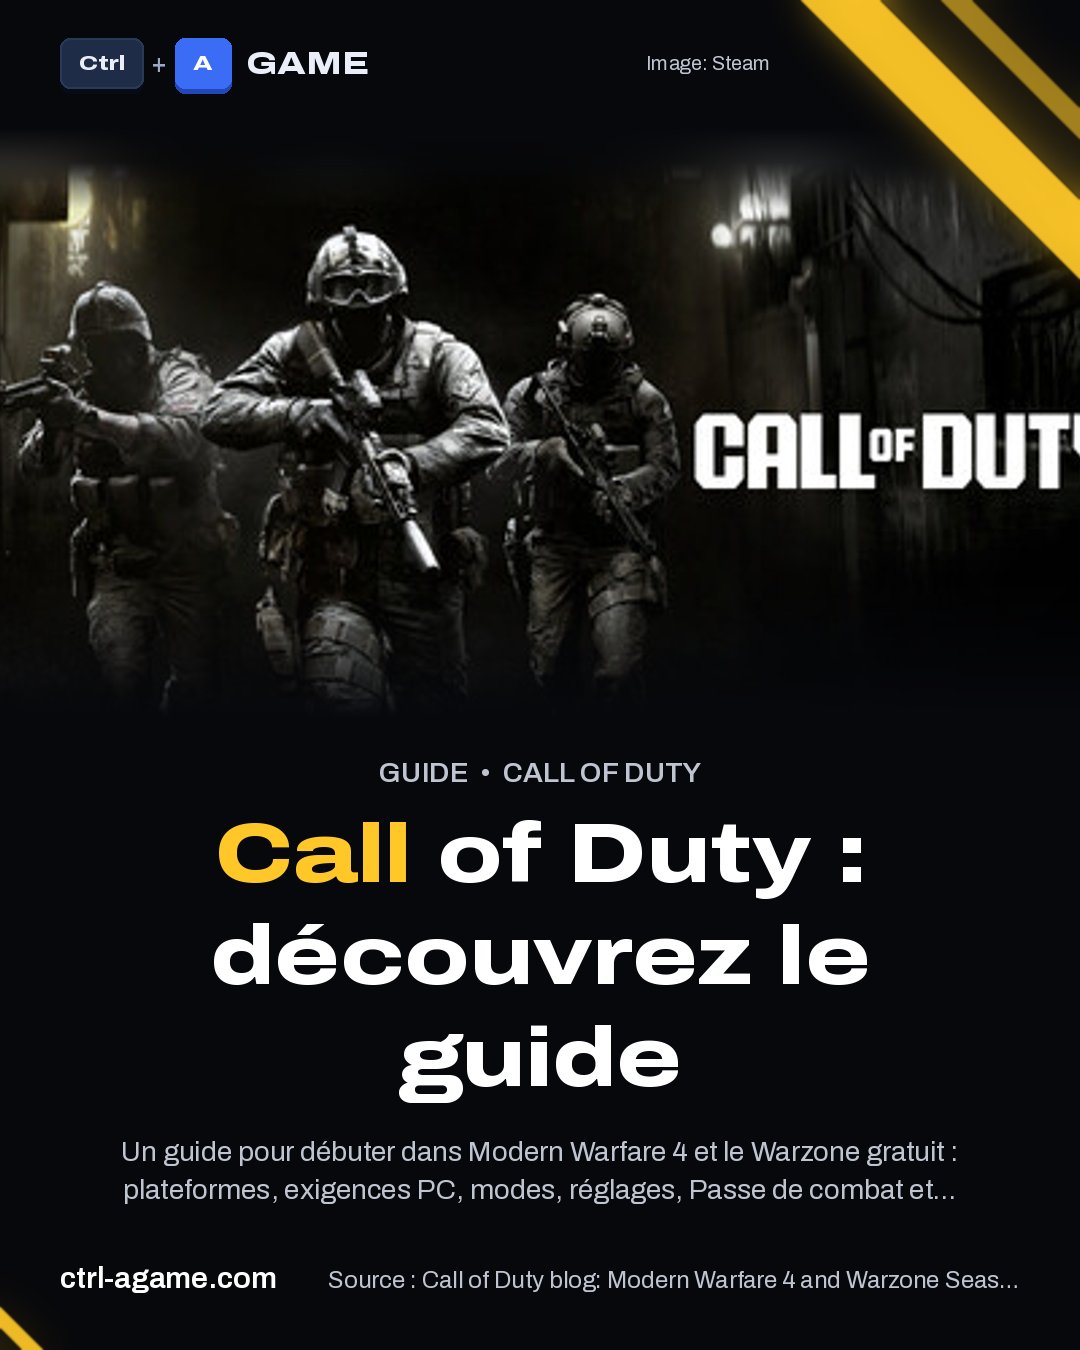 Ctrl + A GAME
Image: Steam
CALL OF DUTY
GUIDE • CALL OF DUTY
Call of Duty :
découvrez le
guide
Un guide pour débuter dans Modern Warfare 4 et le Warzone gratuit :
plateformes, exigences PC, modes, réglages, Passe de combat et...
ctrl-agame.com
Source : Call of Duty blog: Modern Warfare 4 and Warzone Seas...